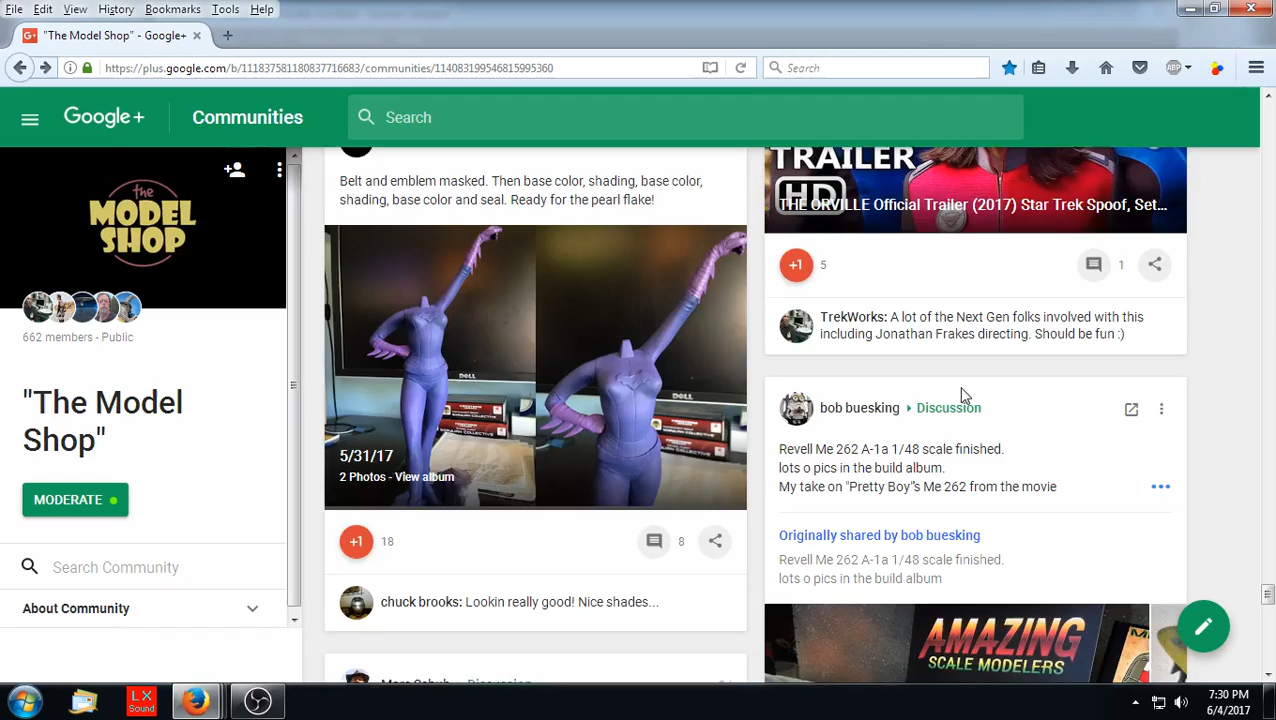 File Edit View History Bookmarks Tools Help
"The Model Shop" - Google+
https://plus.google.com/b/111837581180837716683/communities/114083199546815995360
Search
ABP
Google+
Communities
Search
the
MODEL
SHOP
662 members - Public
"The Model
Shop"
MODERATE
Search Community
About Community
Belt and emblem masked. Then base color, shading, base color,
shading, base color and seal. Ready for the pearl flake!
DELL
DELL
5/31/17
2 Photos - View album
+1
18
8
chuck brooks: Lookin really good! Nice shades...
Discussion
TRAILER
HD
THE ORVILLE Official Trailer (2017) Star Trek Spoof, Set...
+1
5
1
TrekWorks: A lot of the Next Gen folks involved with this
including Jonathan Frakes directing. Should be fun :)
bob buesking
Discussion
Revell Me 262 A-1a 1/48 scale finished.
lots o pics in the build album.
My take on "Pretty Boy"s Me 262 from the movie
Originally shared by bob buesking
Revell Me 262 A-1a 1/48 scale finished.
lots o pics in the build album
AMAZING
SCALE MODELERS
LX
Sound
7:30 PM
6/4/2017